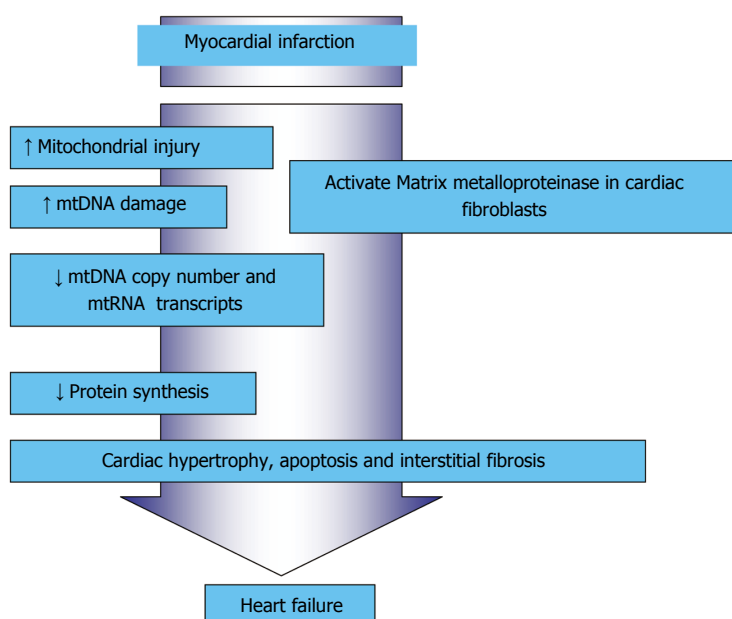 Myocardial infarction
↑ Mitochondrial injury
Activate Matrix metalloproteinase in cardiac
fibroblasts
↑ mtDNA damage
↓ mtDNA copy number and
mtRNA transcripts
↓ Protein synthesis
Cardiac hypertrophy, apoptosis and interstitial fibrosis
Heart failure